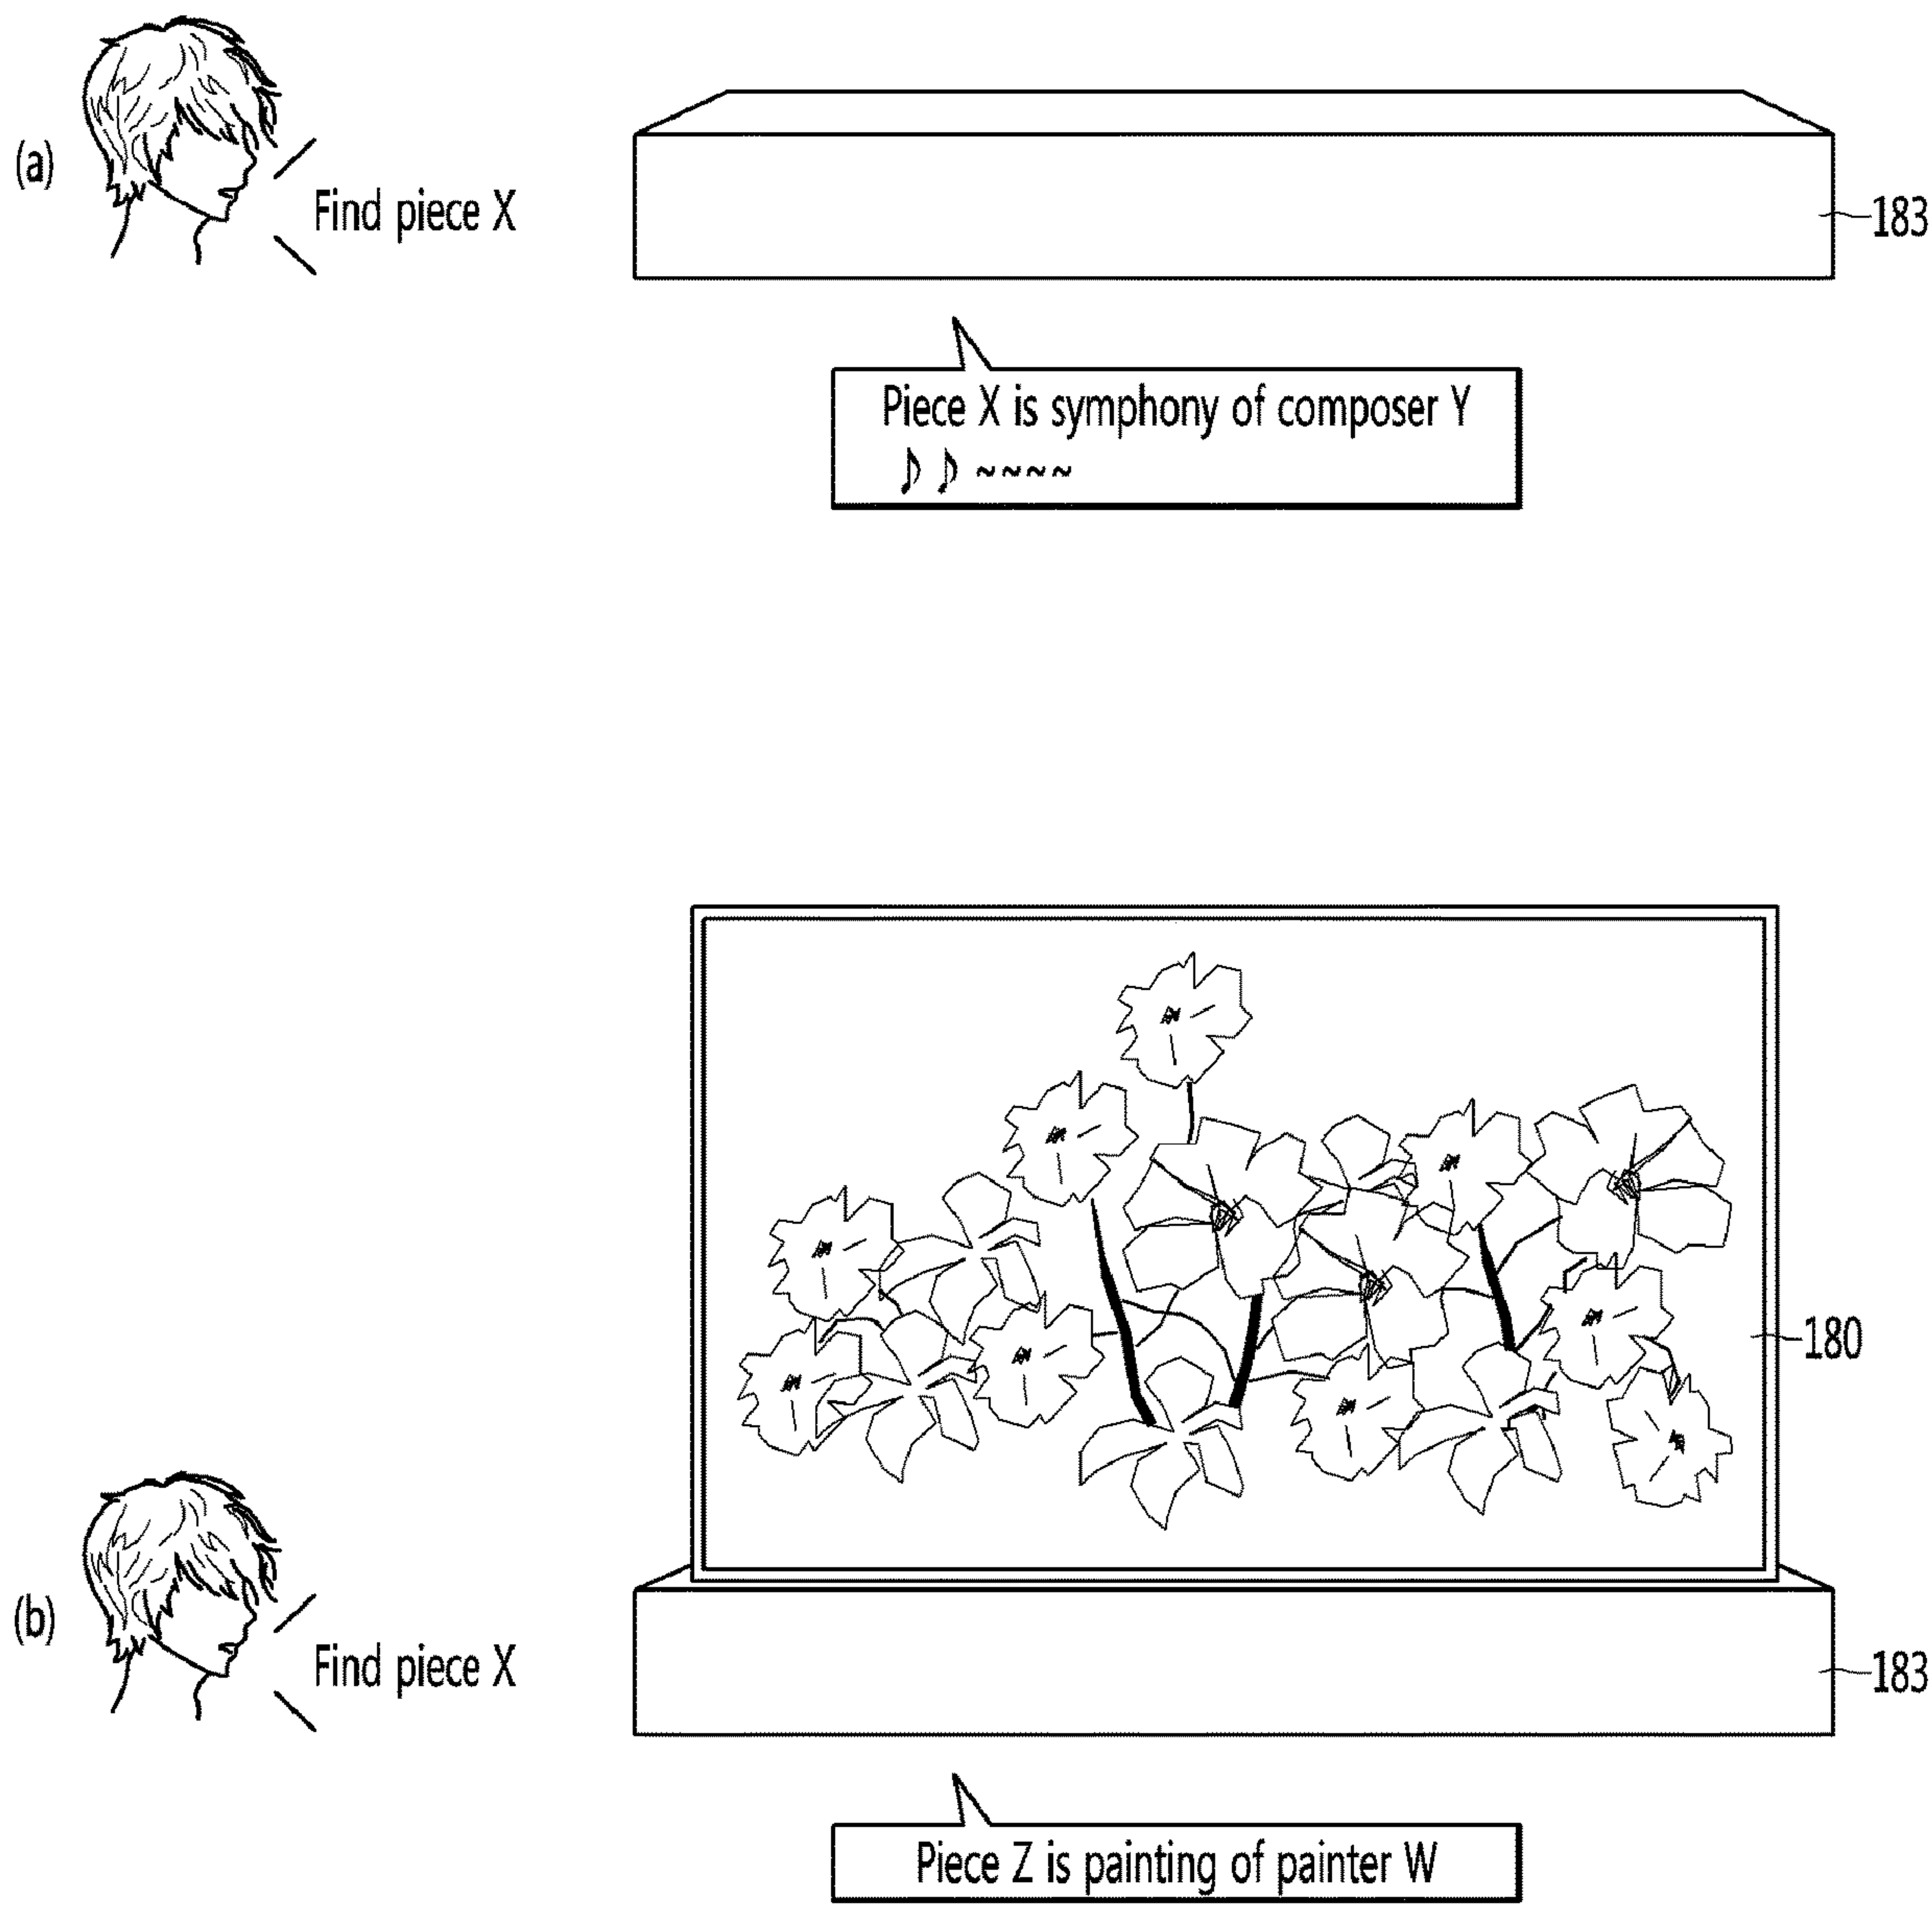 (a)
Find piece X
183
Piece X is symphony of composer Y
♪ ♪ ~~~~
180
(b)
Find piece X
183
Piece Z is painting of painter W